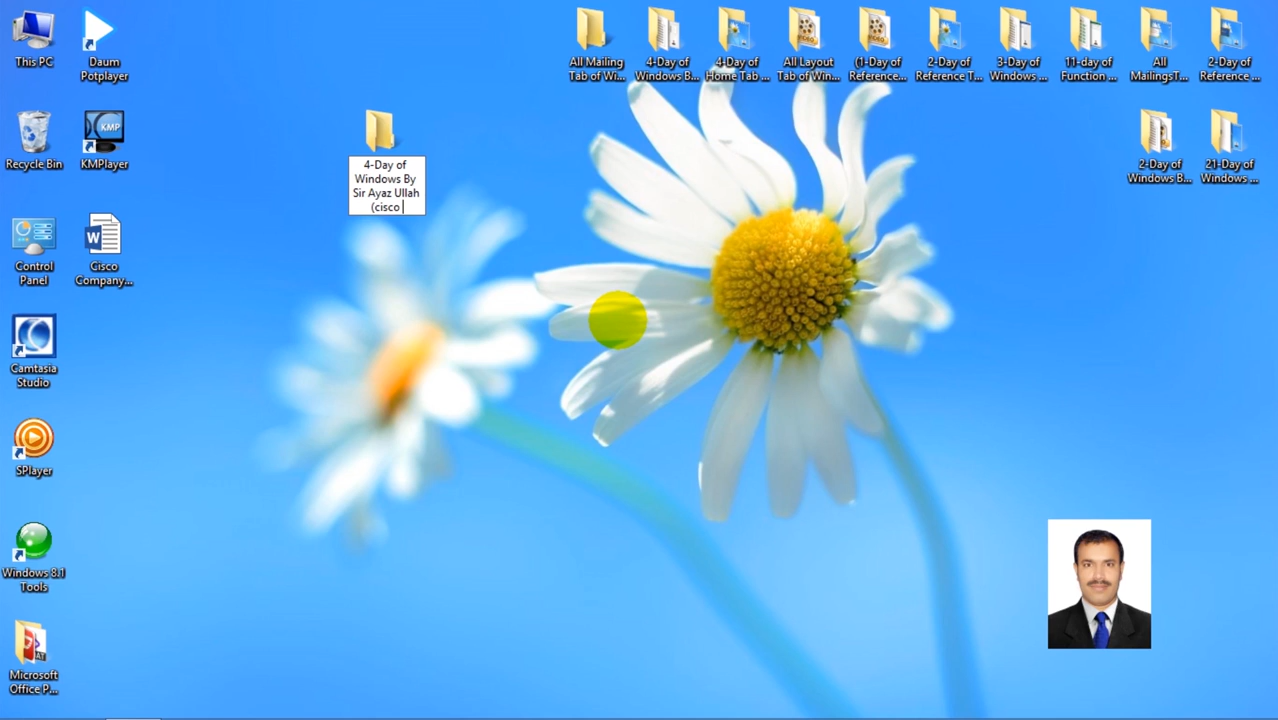 This PC
Daum
Potplayer
All Mailing
Tab of Wi...
4-Day of
Windows B...
4-Day of
Home Tab ...
All Layout
Tab of Win...
(1-Day of
Reference...
2-Day of
Reference T...
3-Day of
Windows ...
11-day of
Function ...
All
MailingsT...
2-Day of
Reference ...
Recycle Bin
KMP
KMPlayer
4-Day of
Windows By
Sir Ayaz Ullah
(cisco
2-Day of
Windows B...
21-Day of
Windows ...
Control
Panel
W
Cisco
Company...
Camtasia
Studio
SPlayer
Windows 8.1
Tools
Microsoft
Office P...